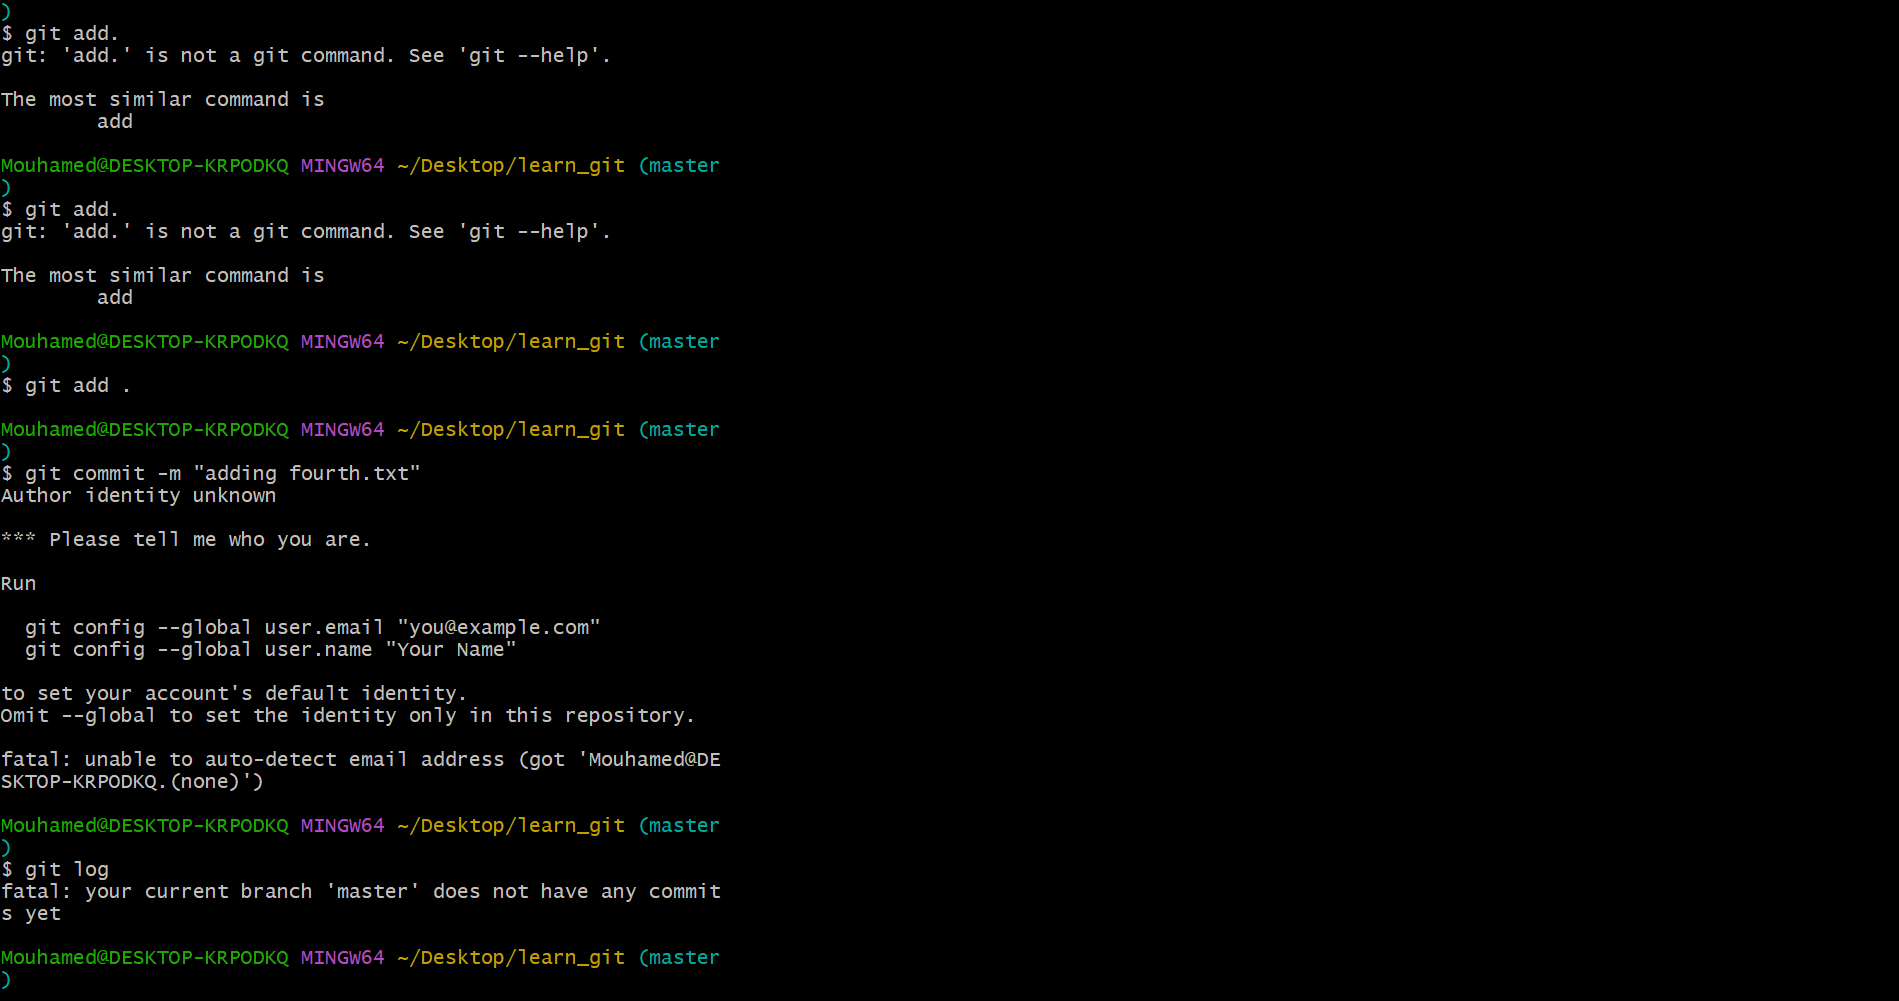 )
$ git add.
git: 'add.' is not a git command. See 'git --help'.
The most similar command is
        add
Mouhamed@DESKTOP-KRPODKQ MINGW64 ~/Desktop/learn_git (master
)
$ git add.
git: 'add.' is not a git command. See 'git --help'.
The most similar command is
        add
Mouhamed@DESKTOP-KRPODKQ MINGW64 ~/Desktop/learn_git (master
)
$ git add .
Mouhamed@DESKTOP-KRPODKQ MINGW64 ~/Desktop/learn_git (master
)
$ git commit -m "adding fourth.txt"
Author identity unknown
*** Please tell me who you are.
Run
  git config --global user.email "you@example.com"
  git config --global user.name "Your Name"
to set your account's default identity.
Omit --global to set the identity only in this repository.
fatal: unable to auto-detect email address (got 'Mouhamed@DE
SKTOP-KRPODKQ.(none)')
Mouhamed@DESKTOP-KRPODKQ MINGW64 ~/Desktop/learn_git (master
)
$ git log
fatal: your current branch 'master' does not have any commit
s yet
Mouhamed@DESKTOP-KRPODKQ MINGW64 ~/Desktop/learn_git (master
)